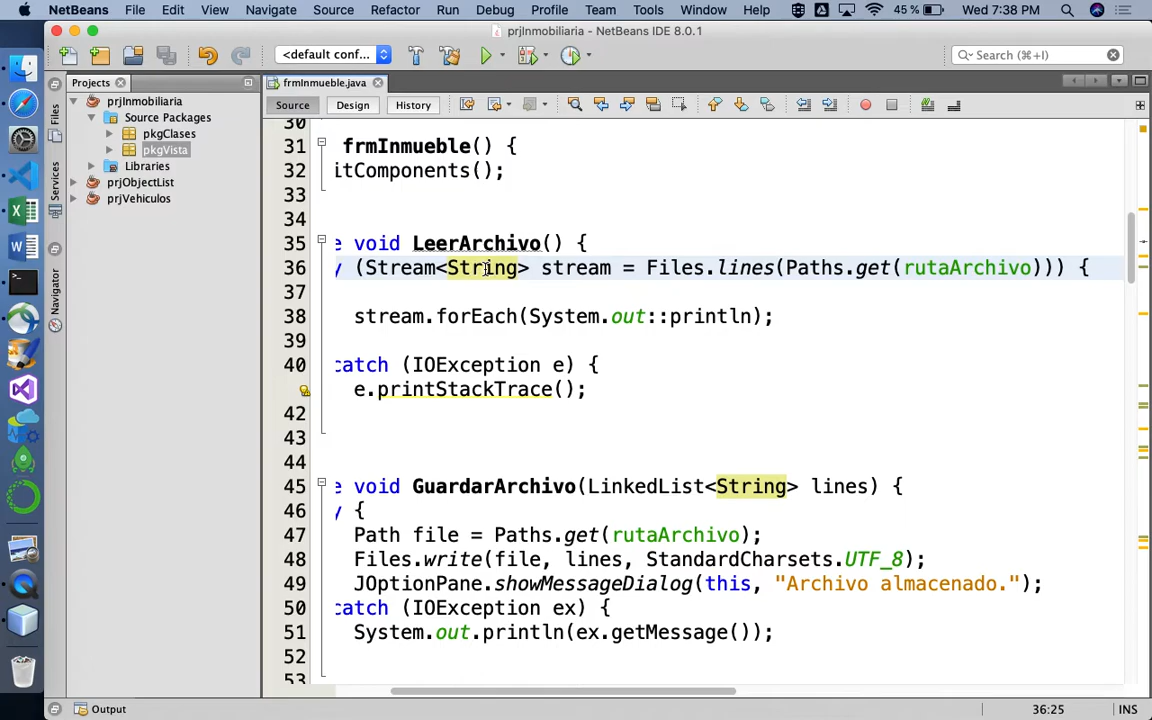 NetBeans File Edit View Navigate Source Refactor Run Debug Profile Team Tools Window Help 45 % Wed 7:38 PM
prjInmobiliaria - NetBeans IDE 8.0.1
<default conf... Search (⌘+I)
Projects frmInmueble.java
Source Design History
prjInmobiliaria
Source Packages
pkgClases
pkgVista
Libraries
prjObjectList
prjVehiculos
Files
Services
Navigator
30
31 frmInmueble() {
32 itComponents();
33
34
35 e void LeerArchivo() {
36 y (Stream<String> stream = Files.lines(Paths.get(rutaArchivo))) {
37
38 stream.forEach(System.out::println);
39
40 catch (IOException e) {
e.printStackTrace();
42
43
44
45 e void GuardarArchivo(LinkedList<String> lines) {
46 y {
47 Path file = Paths.get(rutaArchivo);
48 Files.write(file, lines, StandardCharsets.UTF_8);
49 JOptionPane.showMessageDialog(this, "Archivo almacenado.");
50 catch (IOException ex) {
51 System.out.println(ex.getMessage());
52
53
Output 36:25 INS